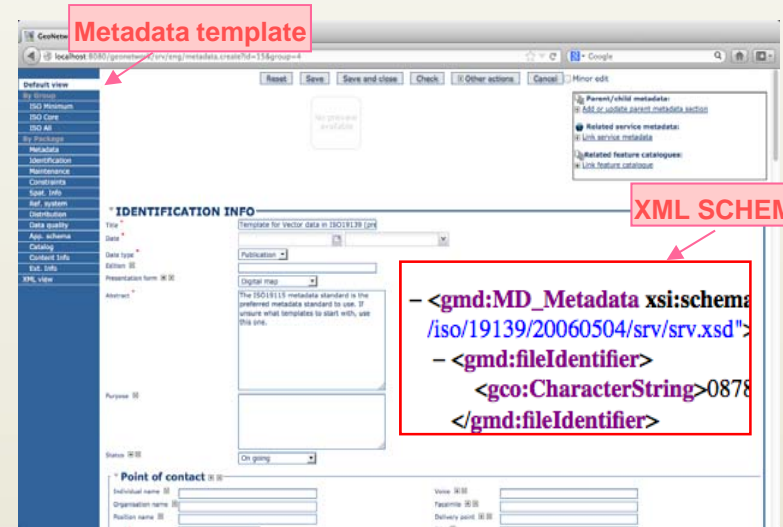 Metadata template
GeoNetw
localhost:8080/geonetwork/srv/eng/metadata.create?id=15&group=4
Google
Reset Save Save and close Check Other actions Cancel Minor edit
Default view
By Group
ISO Minimum
ISO Core
ISO All
By Package
Metadata
Identification
Maintenance
Constraints
Spat. Info
Ref. system
Distribution
Data quality
App. schema
Catalog
Content Info
Ext. Info
XML view
No preview
available
Parent/child metadata:
Add or update parent metadata section
Related service metadata:
Link service metadata
Related feature catalogues:
Link feature catalogue
XML SCHEM
IDENTIFICATION INFO
Title * Template for Vector data in ISO19139 (pre
Date *
Date type * Publication
Edition
Presentation form Digital map
Abstract * The ISO19115 metadata standard is the
preferred metadata standard to use. If
unsure what templates to start with, use
this one.
– <gmd:MD_Metadata xsi:schema
/iso/19139/20060504/srv/srv.xsd">
– <gmd:fileIdentifier>
<gco:CharacterString>0878
</gmd:fileIdentifier>
Purpose
Status On going
Point of contact
Individual name Voice
Organisation name Facsimile
Position name Delivery point